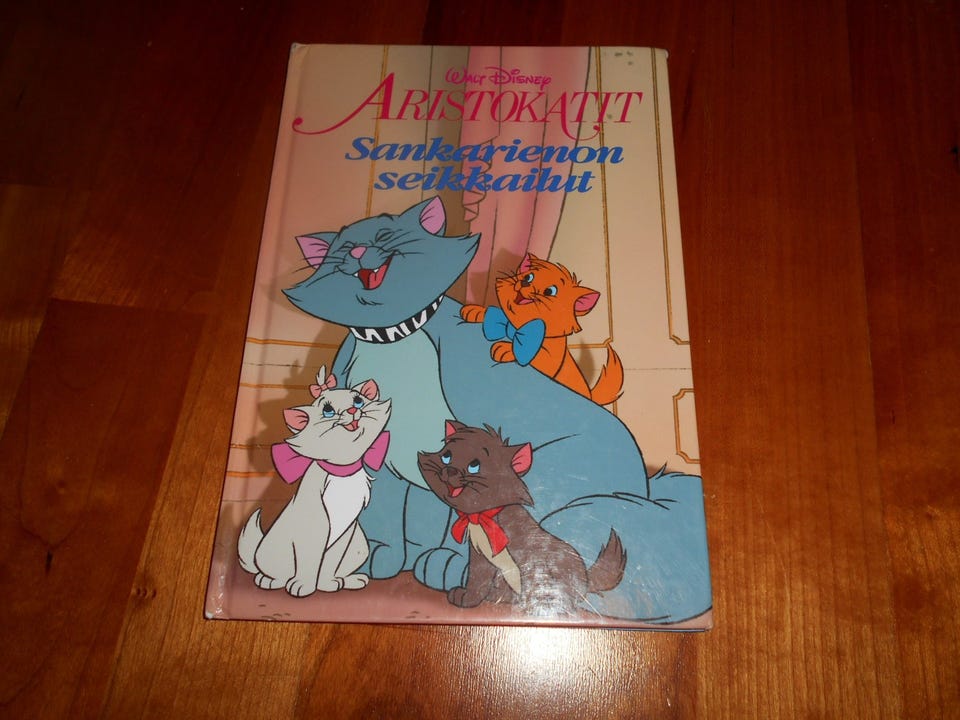 Walt Disney
ARISTOKATIT
Sankarienon
seikkailut